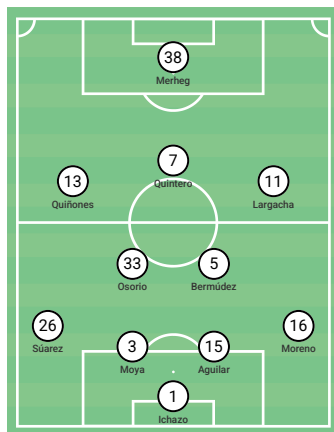 38
Merheg
7
Quintero
13
Quiñones
11
Largacha
33
Osorio
5
Bermúdez
26
Súarez
16
Moreno
3
Moya
15
Aguilar
1
Ichazo